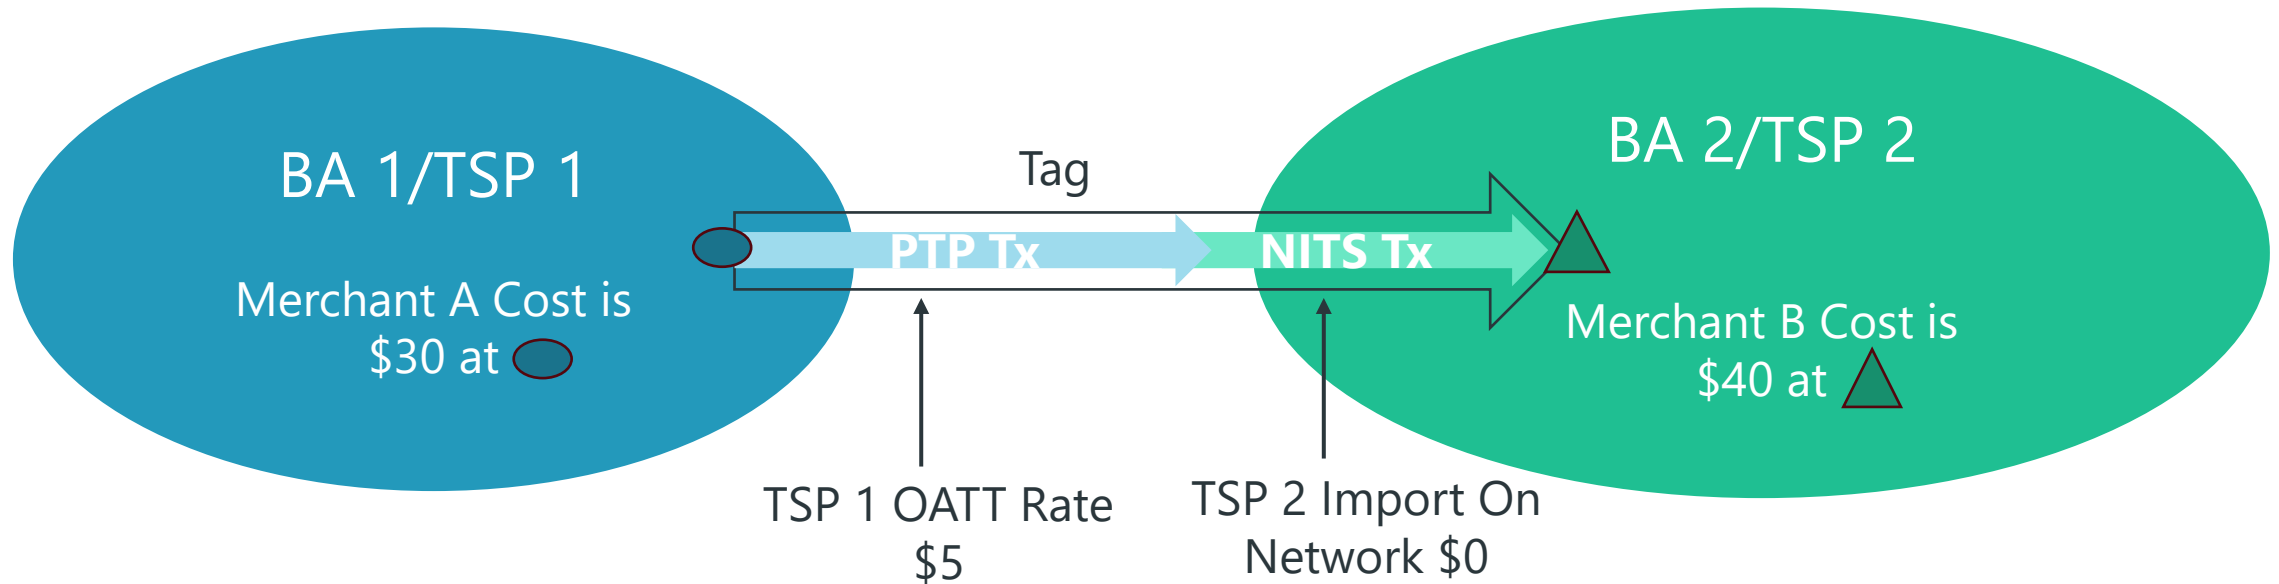 BA 1/TSP 1
Merchant A Cost is
$30 at
Tag
PTP Tx
NITS Tx
TSP 1 OATT Rate
$5
TSP 2 Import On
Network $0
BA 2/TSP 2
Merchant B Cost is
$40 at